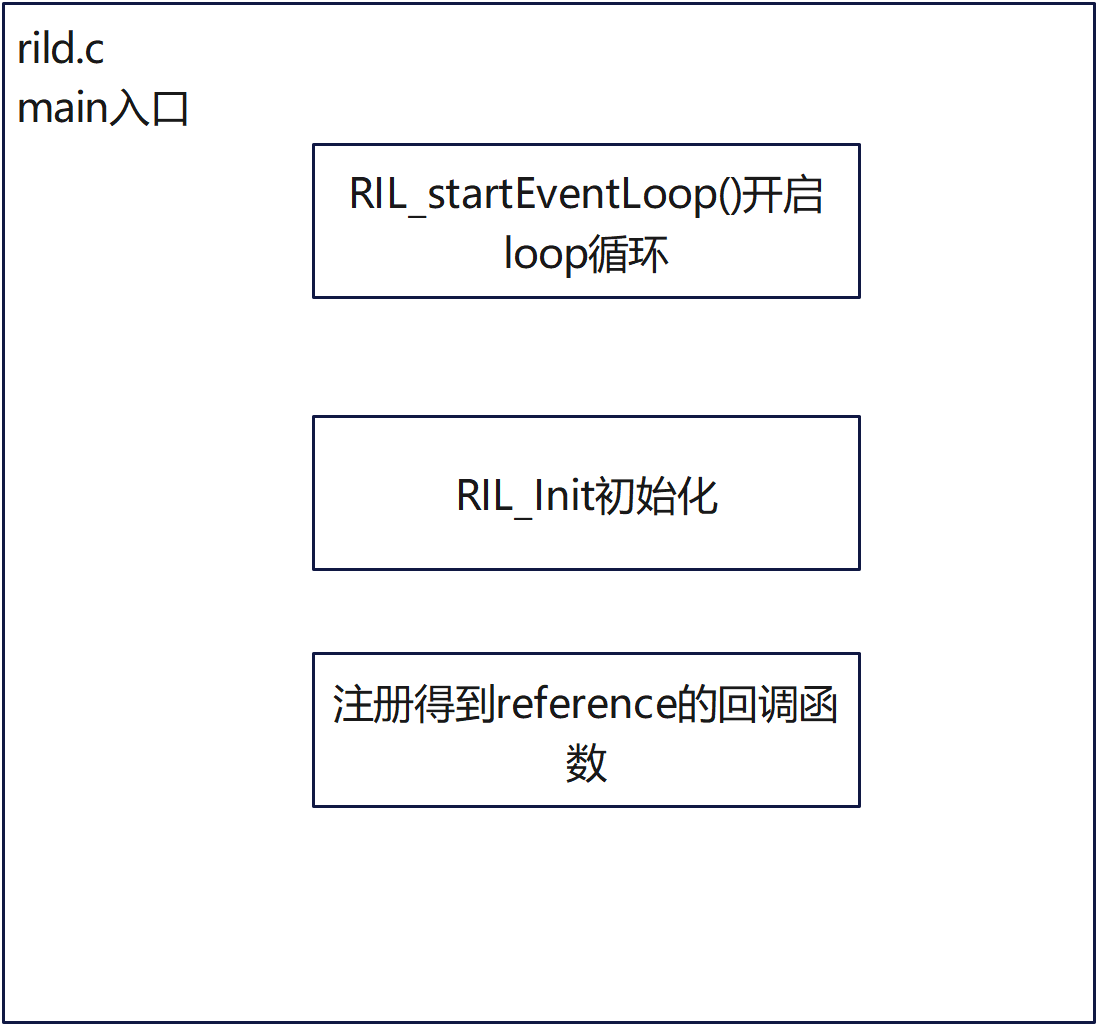 rild.c
main入口
RIL_startEventLoop()开启
loop循环
RIL_Init初始化
注册得到reference的回调函
数